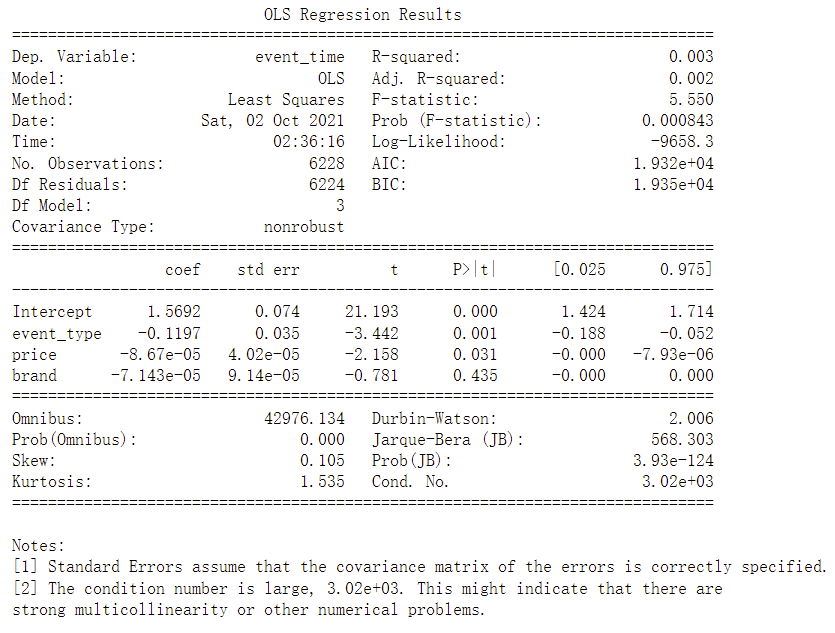 OLS Regression Results
==============================================================================
Dep. Variable: event_time R-squared: 0.003
Model: OLS Adj. R-squared: 0.002
Method: Least Squares F-statistic: 5.550
Date: Sat, 02 Oct 2021 Prob (F-statistic): 0.000843
Time: 02:36:16 Log-Likelihood: -9658.3
No. Observations: 6228 AIC: 1.932e+04
Df Residuals: 6224 BIC: 1.935e+04
Df Model: 3
Covariance Type: nonrobust
==============================================================================
coef std err t P>|t| [0.025 0.975]
------------------------------------------------------------------------------
Intercept 1.5692 0.074 21.193 0.000 1.424 1.714
event_type -0.1197 0.035 -3.442 0.001 -0.188 -0.052
price -8.67e-05 4.02e-05 -2.158 0.031 -0.000 -7.93e-06
brand -7.143e-05 9.14e-05 -0.781 0.435 -0.000 0.000
==============================================================================
Omnibus: 42976.134 Durbin-Watson: 2.006
Prob(Omnibus): 0.000 Jarque-Bera (JB): 568.303
Skew: 0.105 Prob(JB): 3.93e-124
Kurtosis: 1.535 Cond. No. 3.02e+03
==============================================================================
Notes:
[1] Standard Errors assume that the covariance matrix of the errors is correctly specified.
[2] The condition number is large, 3.02e+03. This might indicate that there are
strong multicollinearity or other numerical problems.